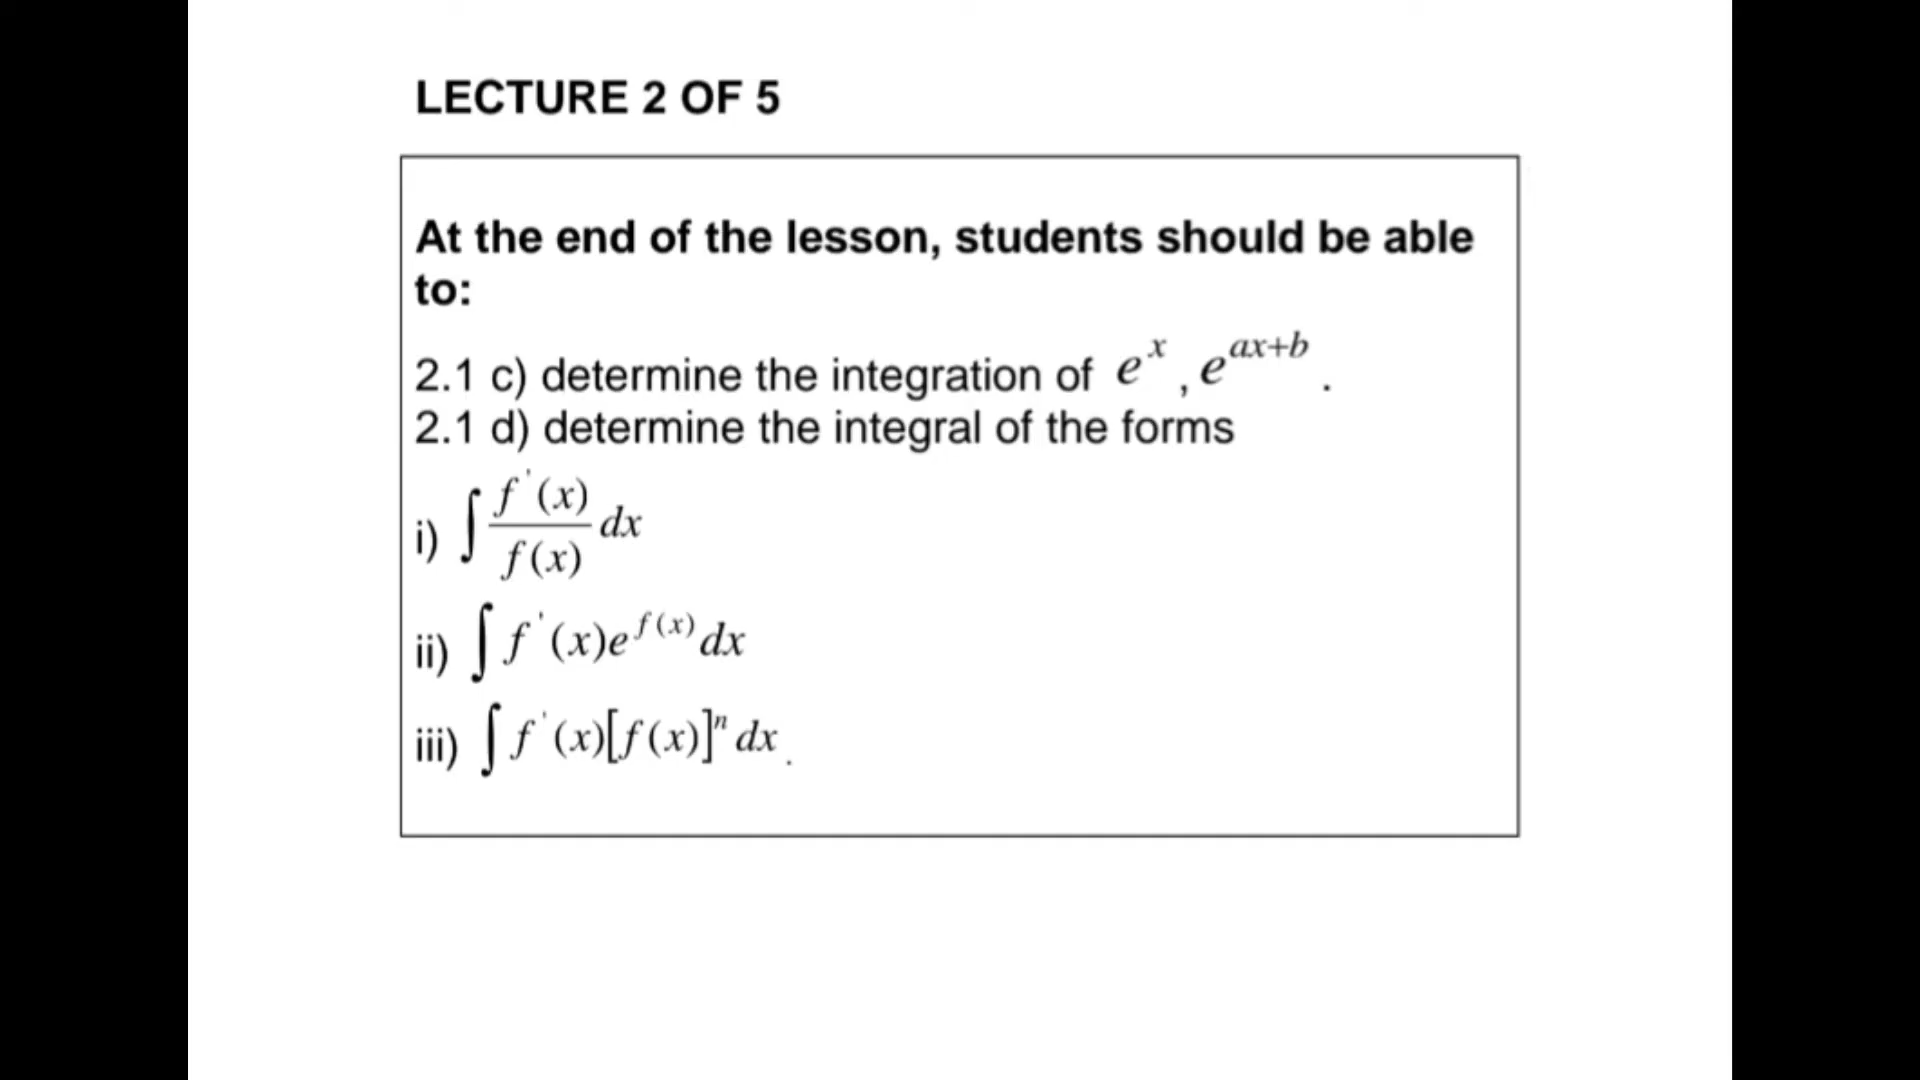 LECTURE 2 OF 5
At the end of the lesson, students should be able
to:
2.1 c) determine the integration of e^x , e^{ax+b} .
2.1 d) determine the integral of the forms
i) ∫ f'(x)/f(x) dx
ii) ∫ f'(x)e^{f(x)} dx
iii) ∫ f'(x)[f(x)]^n dx .